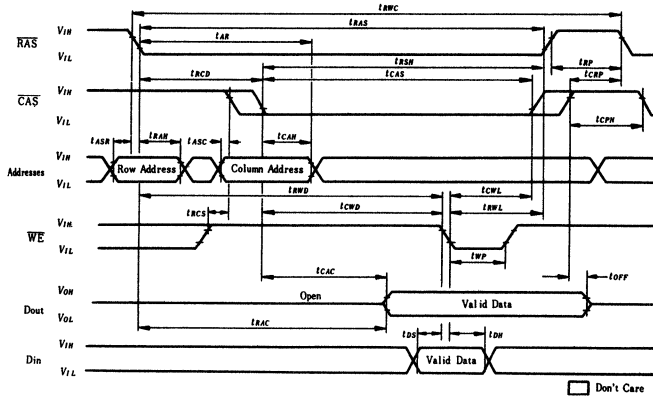 tRWC
tRAS
tAR
RAS
VIH
VIL
tRSH
tRP
tRCD
tCAS
tCRP
CAS
VIH
VIL
tCPN
tASR
tRAH
tASC
tCAH
Addresses
VIH
VIL
Row Address
Column Address
tRWD
tCWL
tRCS
tCWD
tRWL
WE
VIH
VIL
tWP
tCAC
tOFF
Dout
VOH
VOL
Open
Valid Data
tRAC
tDS
tDH
Din
VIH
VIL
Valid Data
Don't Care